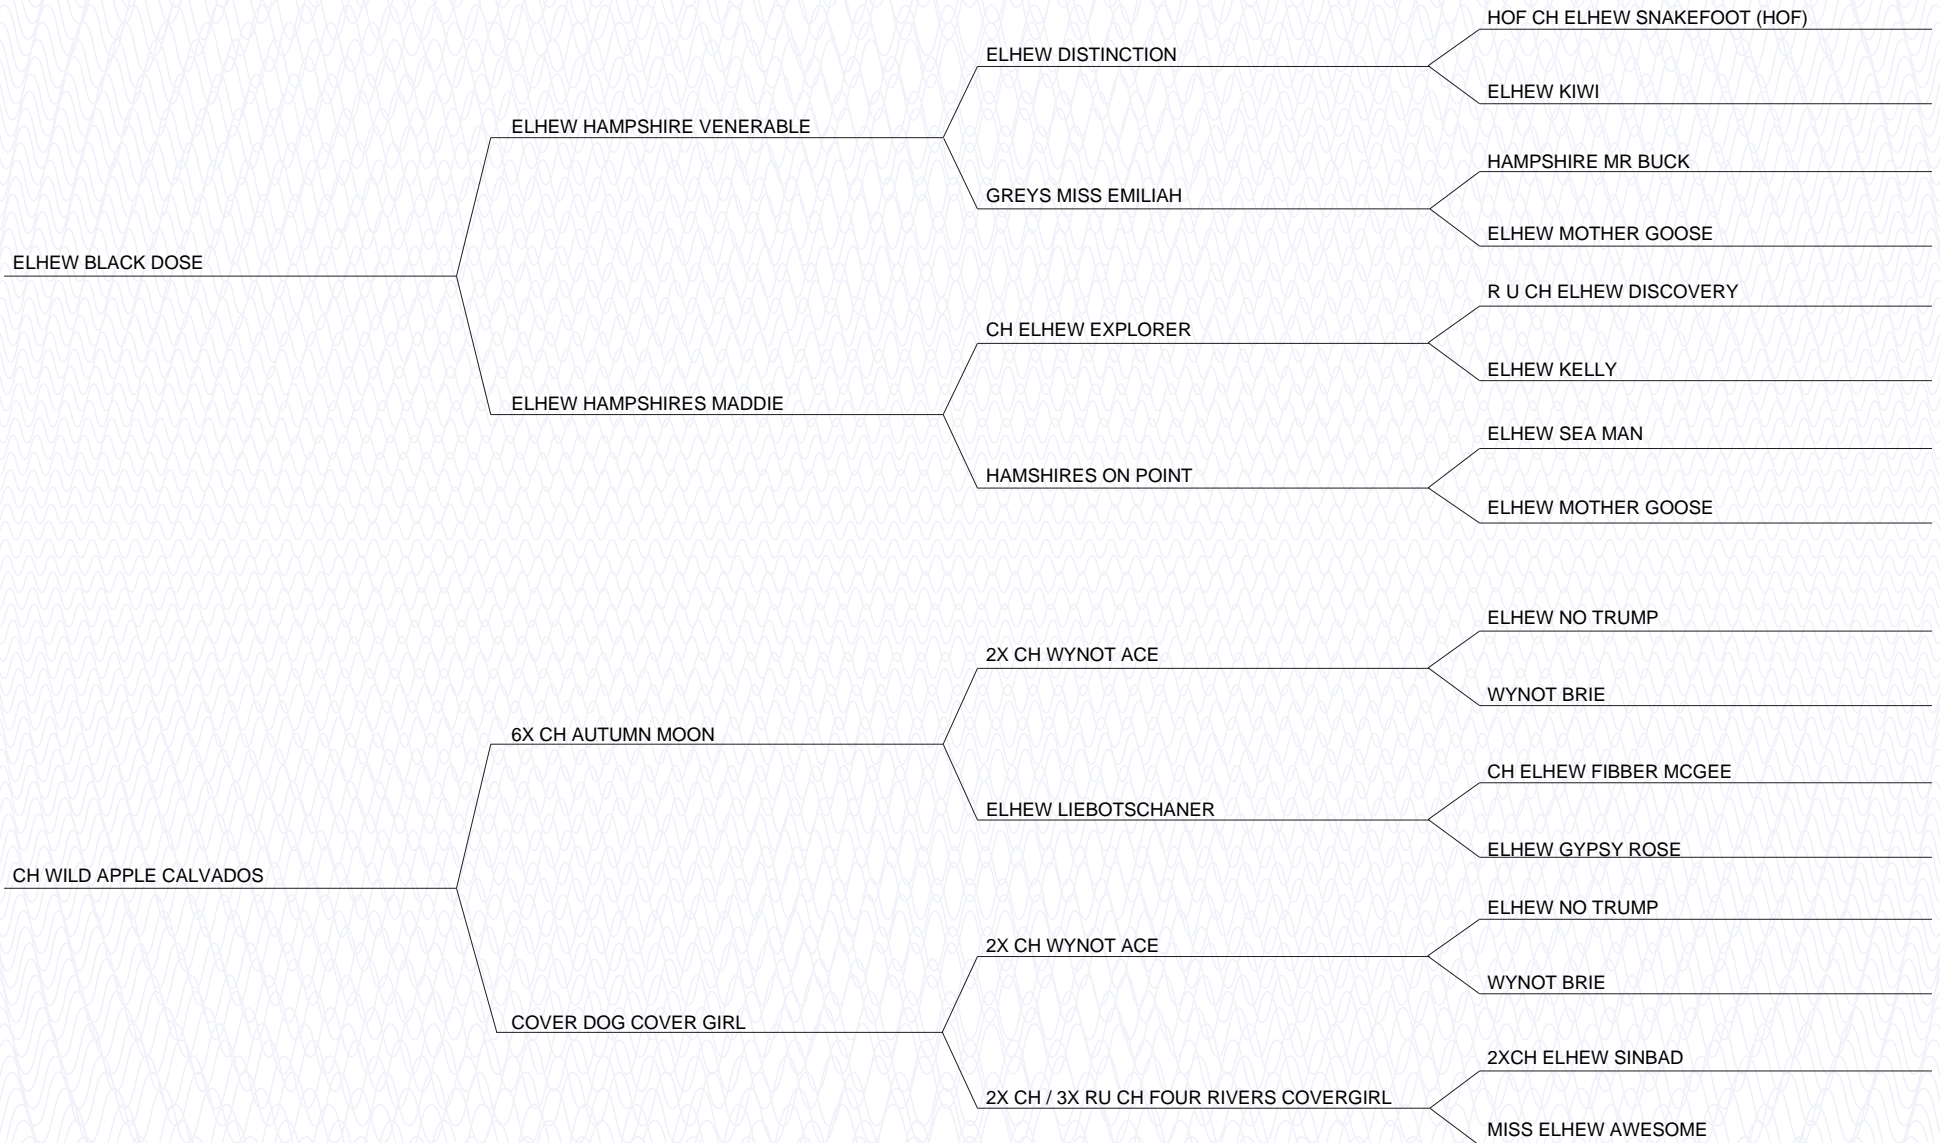 HOF CH ELHEW SNAKEFOOT (HOF)
ELHEW DISTINCTION
ELHEW KIWI
ELHEW HAMPSHIRE VENERABLE
HAMPSHIRE MR BUCK
GREYS MISS EMILIAH
ELHEW MOTHER GOOSE
ELHEW BLACK DOSE
R U CH ELHEW DISCOVERY
CH ELHEW EXPLORER
ELHEW KELLY
ELHEW HAMPSHIRES MADDIE
ELHEW SEA MAN
HAMSHIRES ON POINT
ELHEW MOTHER GOOSE
ELHEW NO TRUMP
2X CH WYNOT ACE
WYNOT BRIE
6X CH AUTUMN MOON
CH ELHEW FIBBER MCGEE
ELHEW LIEBOTSCHANER
ELHEW GYPSY ROSE
CH WILD APPLE CALVADOS
ELHEW NO TRUMP
2X CH WYNOT ACE
WYNOT BRIE
COVER DOG COVER GIRL
2XCH ELHEW SINBAD
2X CH / 3X RU CH FOUR RIVERS COVERGIRL
MISS ELHEW AWESOME